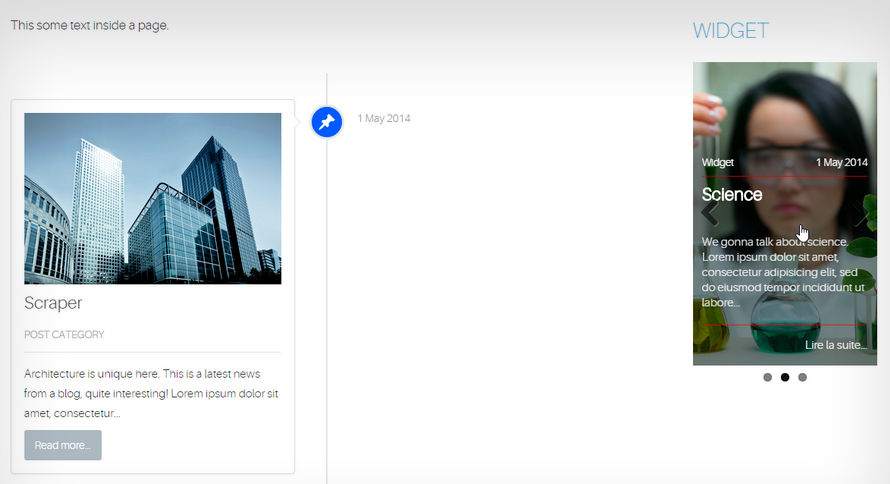 This some text inside a page.
1 May 2014
Scraper
POST CATEGORY
Architecture is unique here. This is a latest news
from a blog, quite interesting! Lorem ipsum dolor sit
amet, consectetur...
Read more...
WIDGET
Widget 1 May 2014
Science
We gonna talk about science.
Lorem ipsum dolor sit amet,
consectetur adipisicing elit, sed
do eiusmod tempor incididunt ut
labore...
Lire la suite...